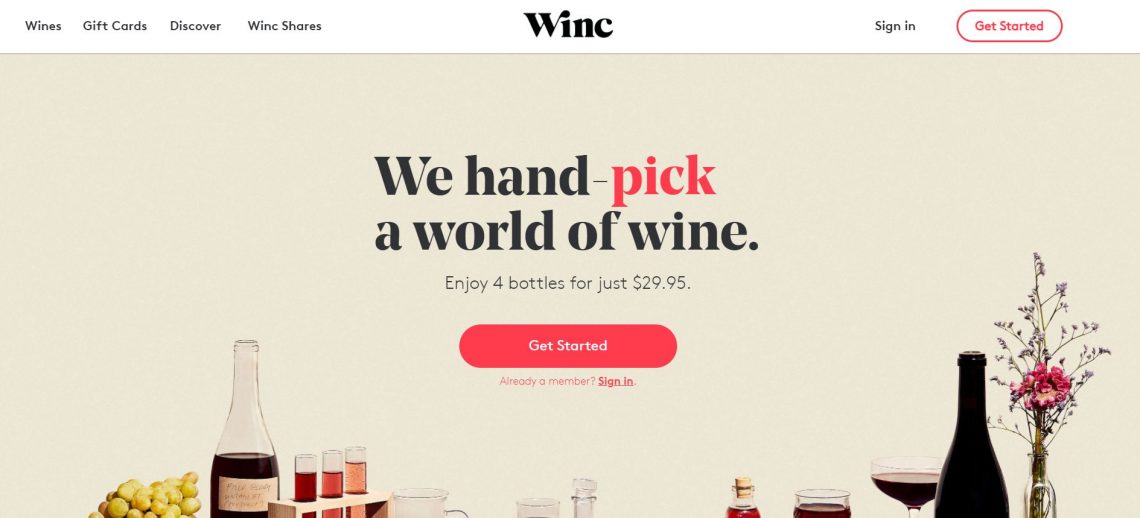 Wines Gift Cards Discover Winc Shares Winc Sign in Get Started
We hand-pick
a world of wine.
Enjoy 4 bottles for just $29.95.
Get Started
Already a member? Sign in.